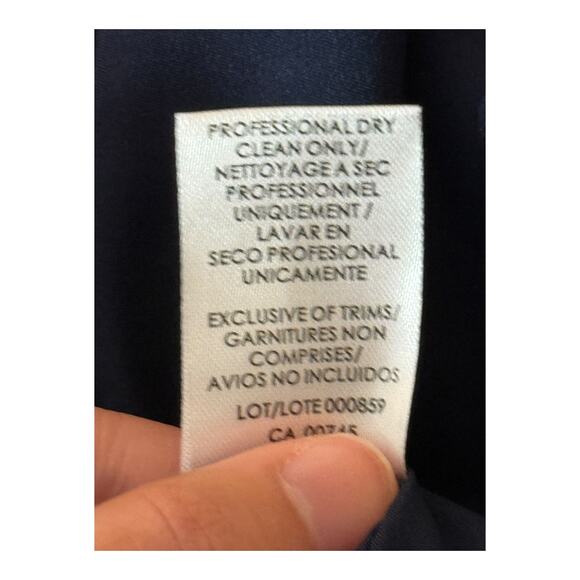 PROFESSIONAL DRY
CLEAN ONLY/
NETTOYAGE A SEC
PROFESSIONNEL
UNIQUEMENT/
LAVAR EN
SECO PROFESIONAL
UNICAMENTE
EXCLUSIVE OF TRIMS/
GARNITURES NON
COMPRISES/
AVIOS NO INCLUIDOS
LOT/LOTE 000859
CA